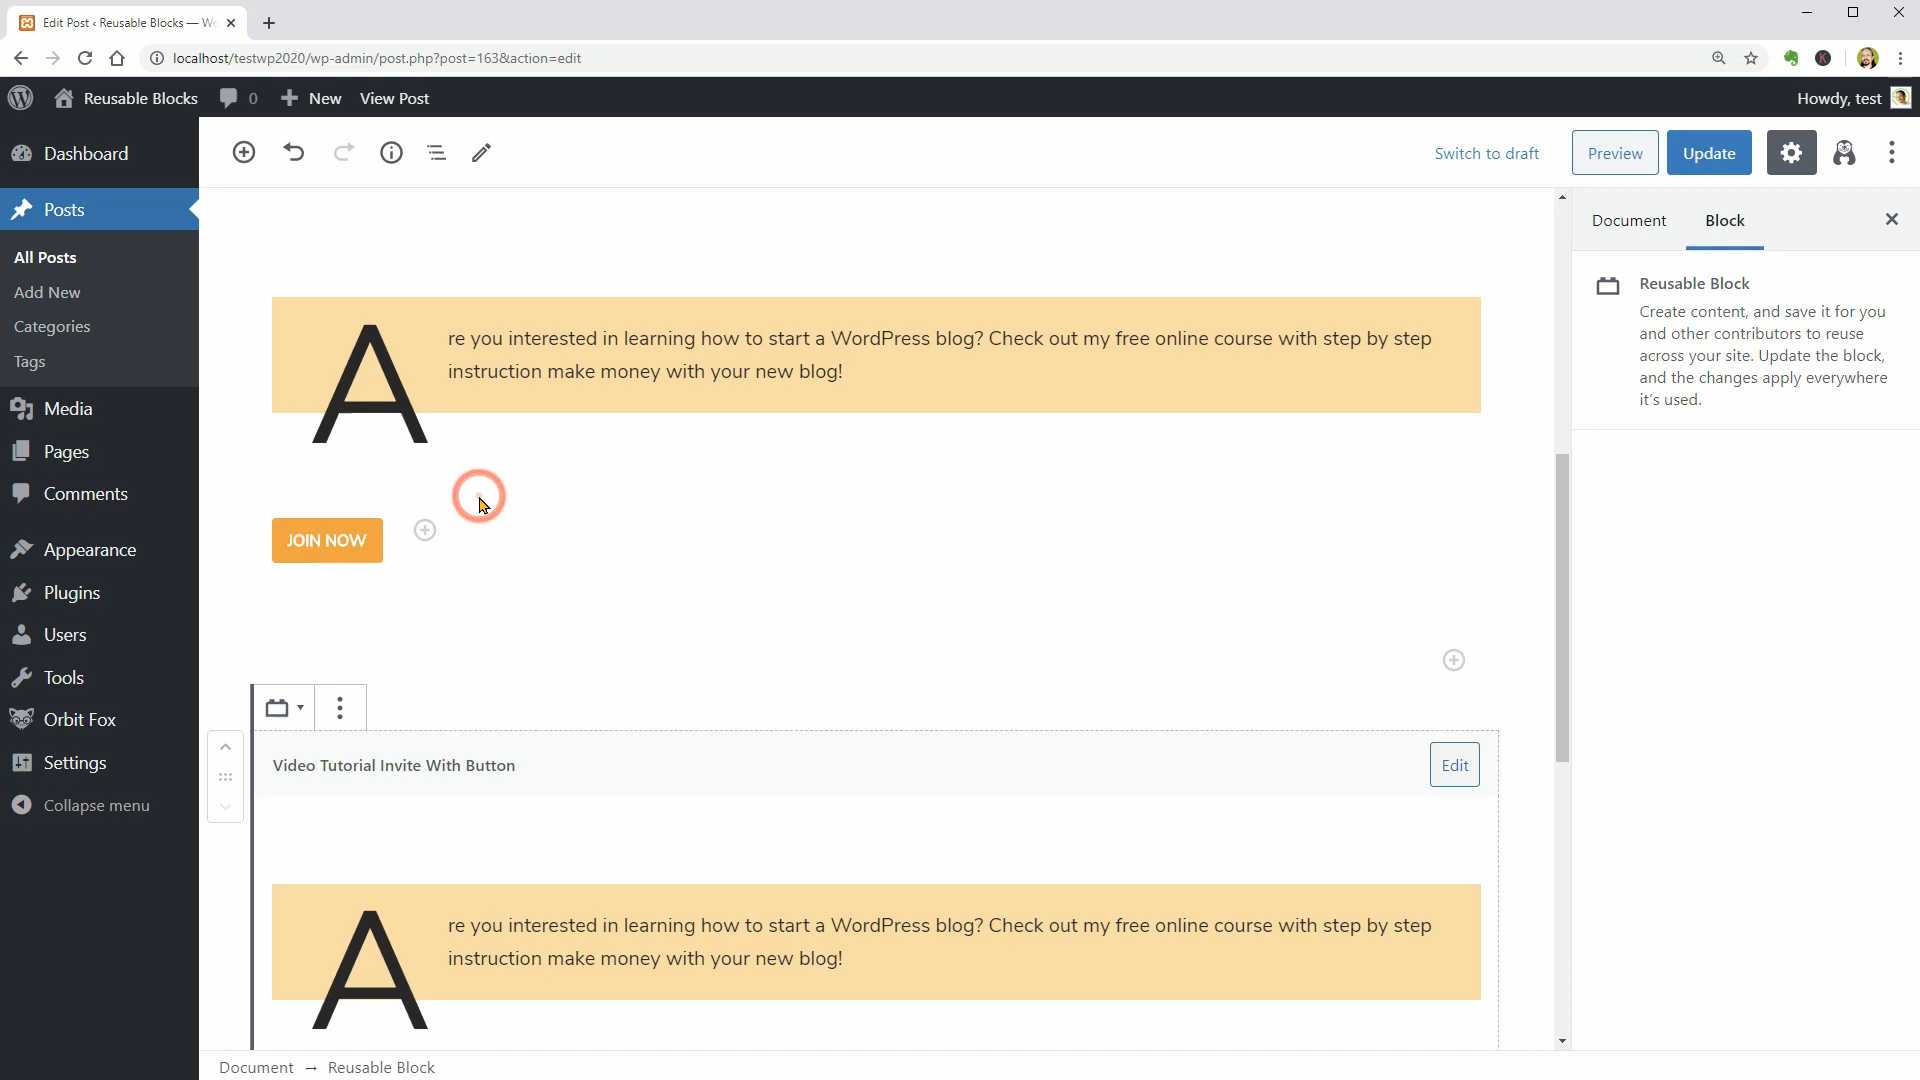 Edit Post ‹ Reusable Blocks — Wo
localhost/testwp2020/wp-admin/post.php?post=163&action=edit
Reusable Blocks
0
New
View Post
Howdy, test
Dashboard
Posts
All Posts
Add New
Categories
Tags
Media
Pages
Comments
Appearance
Plugins
Users
Tools
Orbit Fox
Settings
Collapse menu
Switch to draft
Preview
Update
Are you interested in learning how to start a WordPress blog? Check out my free online course with step by step
instruction make money with your new blog!
JOIN NOW
Video Tutorial Invite With Button
Edit
Are you interested in learning how to start a WordPress blog? Check out my free online course with step by step
instruction make money with your new blog!
Document
Block
Reusable Block
Create content, and save it for you
and other contributors to reuse
across your site. Update the block,
and the changes apply everywhere
it's used.
Document → Reusable Block